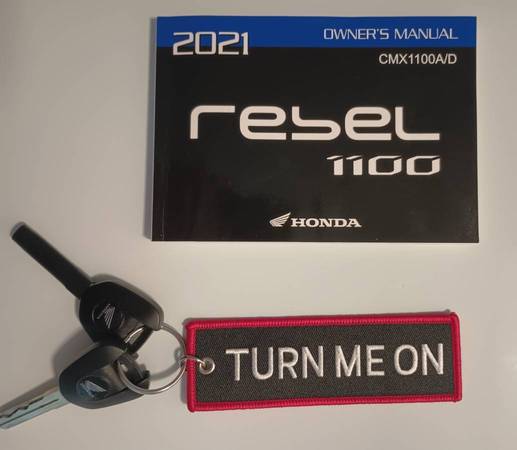 2021 OWNER'S MANUAL
CMX1100A/D
rebel
1100
HONDA
TURN ME ON